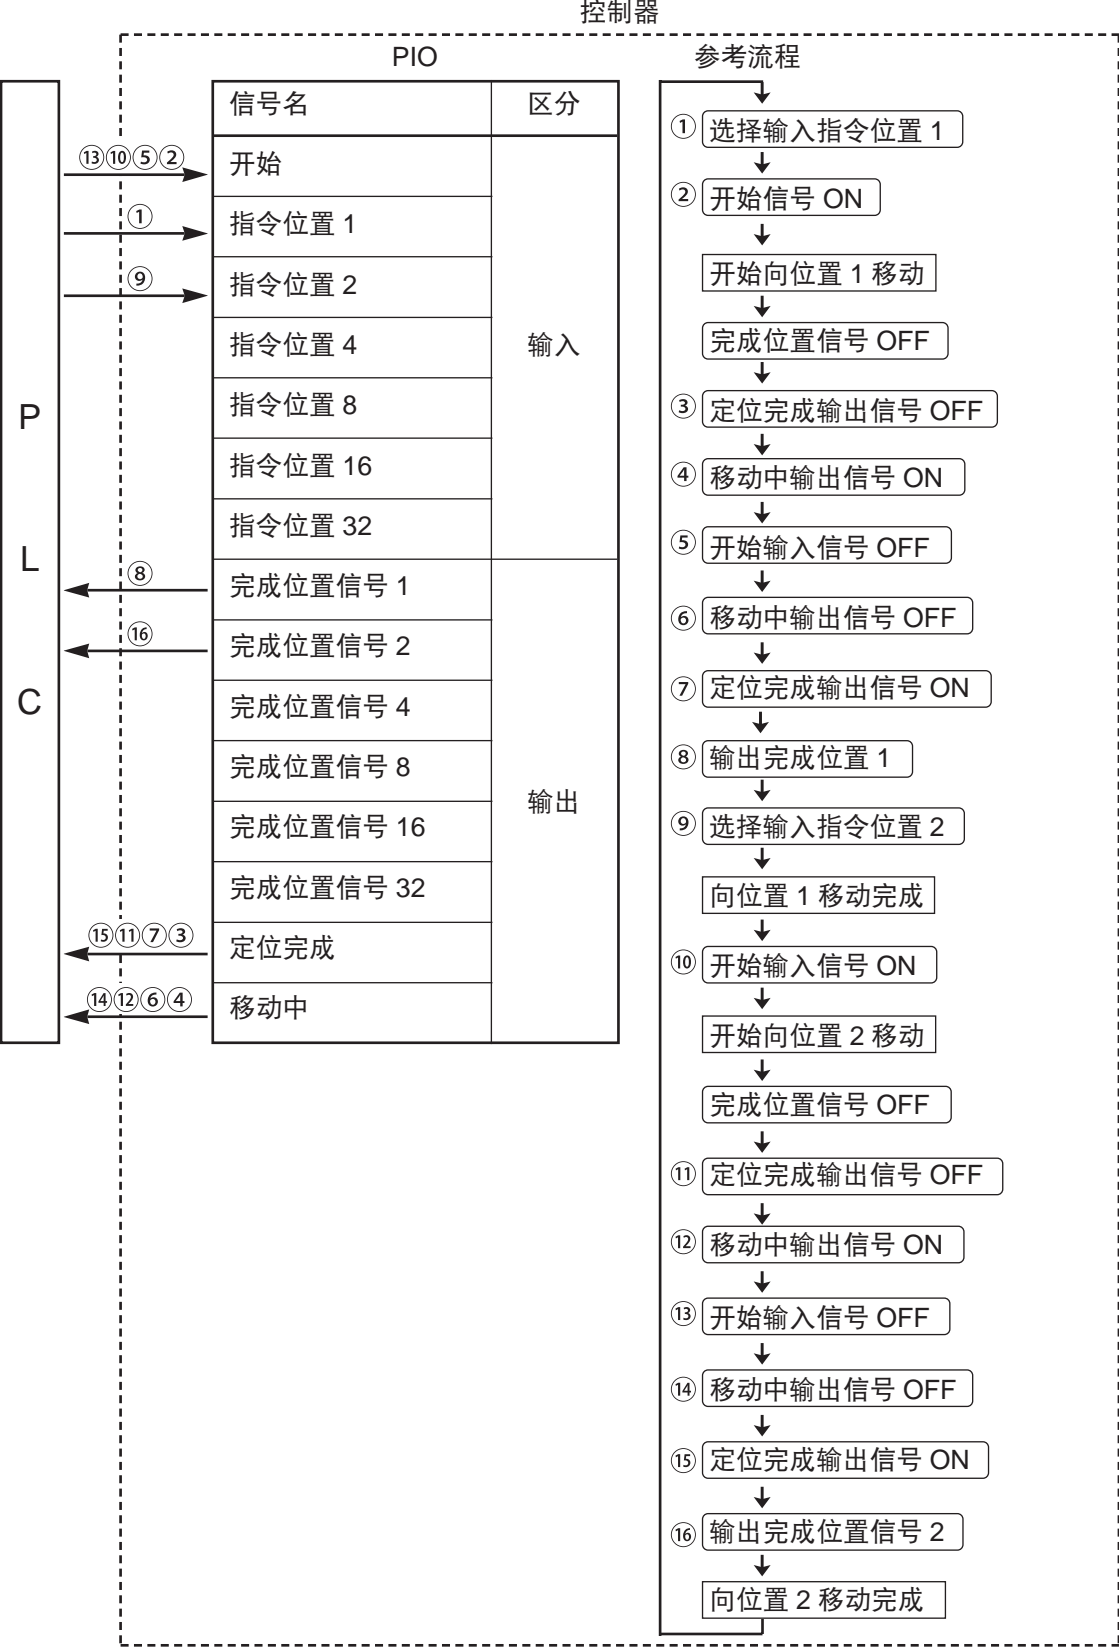 控制器
PIO
参考流程
P
L
C
信号名 区分
⑬⑩⑤② 开始
① 指令位置 1
⑨ 指令位置 2
指令位置 4
指令位置 8
指令位置 16
指令位置 32
输入
⑧ 完成位置信号 1
⑯ 完成位置信号 2
完成位置信号 4
完成位置信号 8
完成位置信号 16
完成位置信号 32
⑮⑪⑦③ 定位完成
⑭⑫⑥④ 移动中
输出
① 选择输入指令位置 1
② 开始信号 ON
开始向位置 1 移动
完成位置信号 OFF
③ 定位完成输出信号 OFF
④ 移动中输出信号 ON
⑤ 开始输入信号 OFF
⑥ 移动中输出信号 OFF
⑦ 定位完成输出信号 ON
⑧ 输出完成位置 1
⑨ 选择输入指令位置 2
向位置 1 移动完成
⑩ 开始输入信号 ON
开始向位置 2 移动
完成位置信号 OFF
⑪ 定位完成输出信号 OFF
⑫ 移动中输出信号 ON
⑬ 开始输入信号 OFF
⑭ 移动中输出信号 OFF
⑮ 定位完成输出信号 ON
⑯ 输出完成位置信号 2
向位置 2 移动完成